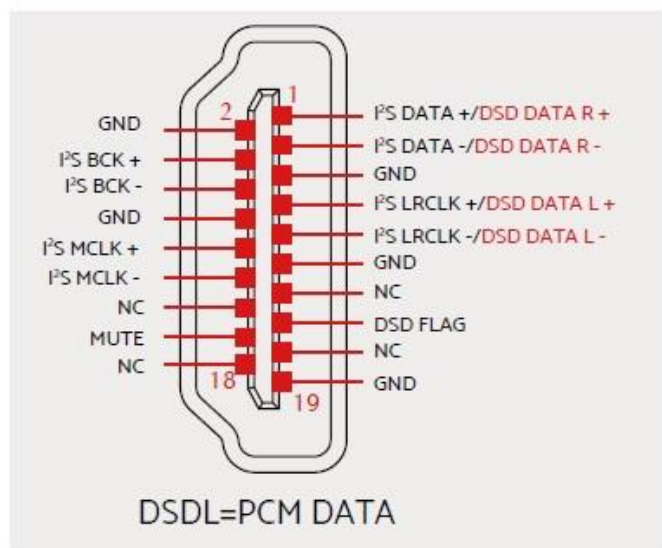 2
1
GND
I²S BCK +
I²S BCK -
GND
I²S MCLK +
I²S MCLK -
NC
MUTE
NC
18
I²S DATA +/DSD DATA R +
I²S DATA -/DSD DATA R -
GND
I²S LRCLK +/DSD DATA L +
I²S LRCLK -/DSD DATA L -
GND
NC
DSD FLAG
NC
GND
19
DSDL=PCM DATA